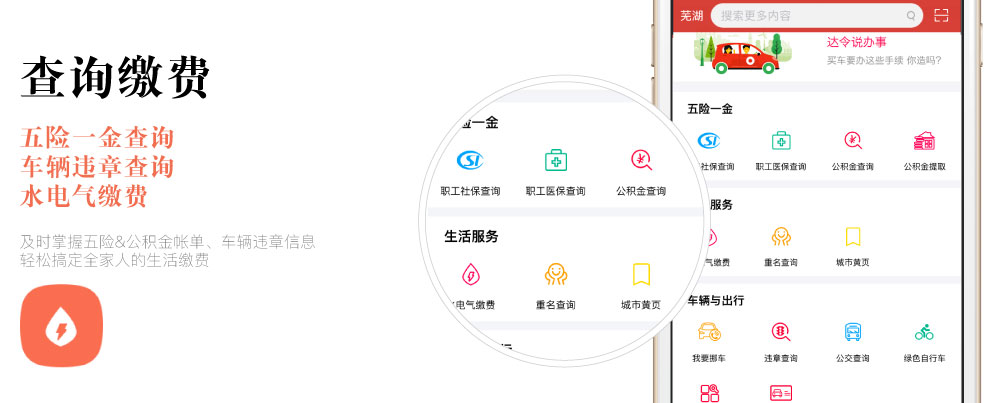 查询缴费
五险一金查询
车辆违章查询
水电气缴费
及时掌握五险&公积金帐单、车辆违章信息
轻松搞定全家人的生活缴费
险一金
职工社保查询 职工医保查询 公积金查询
生活服务
电气缴费 重名查询 城市黄页
芜湖 搜索更多内容
达令说办事
买车要办这些手续 你造吗?
五险一金
社保查询 职工医保查询 公积金查询 公积金提取
服务
气缴费 重名查询 城市黄页
车辆与出行
我要挪车 违章查询 公交查询 绿色自行车